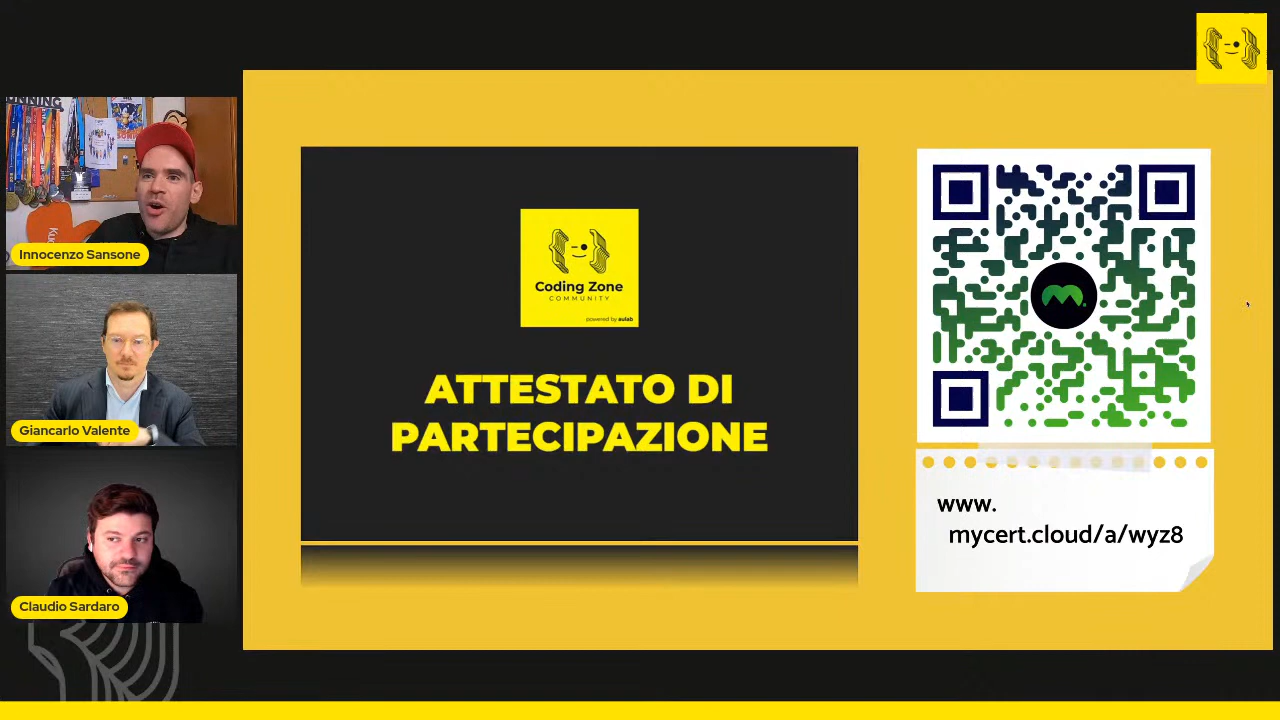 UNNING
Innocenzo Sansone
Giancarlo Valente
Claudio Sardaro
Coding Zone
COMMUNITY
powered by aulab
ATTESTATO DI
PARTECIPAZIONE
www.
mycert.cloud/a/wyz8